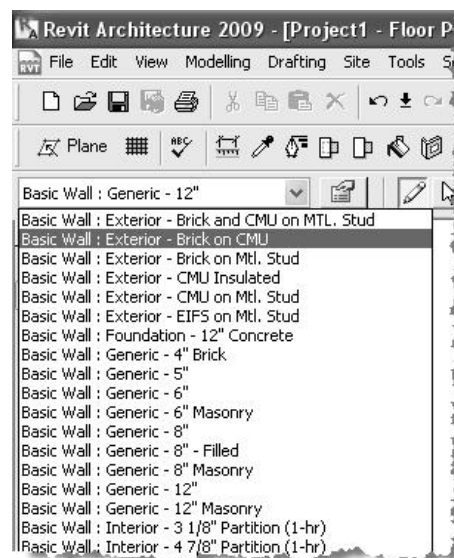 Revit Architecture 2009 - [Project1 - Floor P
File Edit View Modelling Drafting Site Tools
Plane ABC
Basic Wall : Generic - 12"
Basic Wall : Exterior - Brick and CMU on MTL. Stud
Basic Wall : Exterior - Brick on CMU
Basic Wall : Exterior - Brick on Mtl. Stud
Basic Wall : Exterior - CMU Insulated
Basic Wall : Exterior - CMU on Mtl. Stud
Basic Wall : Exterior - EIFS on Mtl. Stud
Basic Wall : Foundation - 12" Concrete
Basic Wall : Generic - 4" Brick
Basic Wall : Generic - 5"
Basic Wall : Generic - 6"
Basic Wall : Generic - 6" Masonry
Basic Wall : Generic - 8"
Basic Wall : Generic - 8" - Filled
Basic Wall : Generic - 8" Masonry
Basic Wall : Generic - 12"
Basic Wall : Generic - 12" Masonry
Basic Wall : Interior - 3 1/8" Partition (1-hr)
Basic Wall : Interior - 4 7/8" Partition (1-hr)